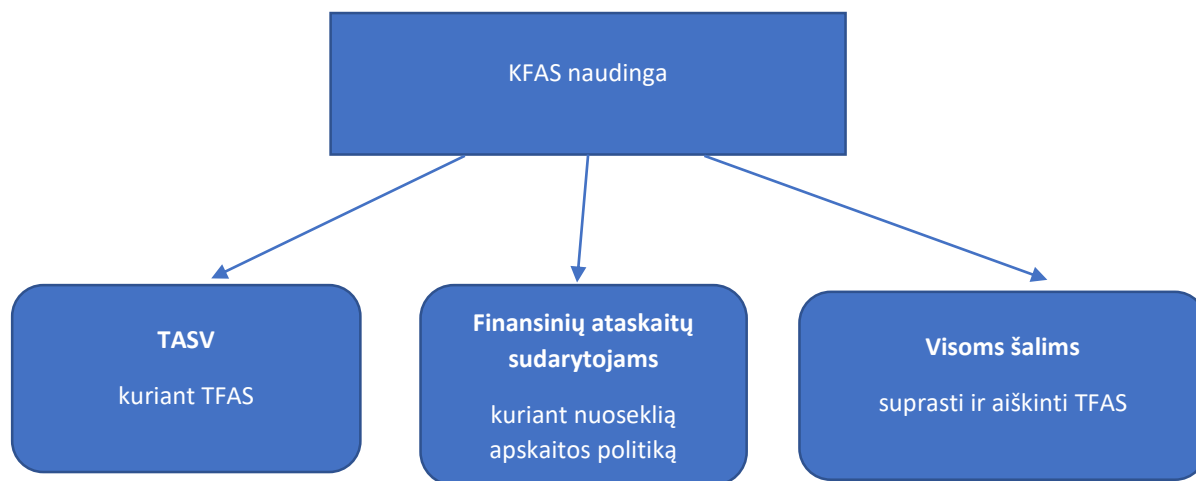 KFAS naudinga
TASV
kuriant TFAS
Finansinių ataskaitų
sudarytojams
kuriant nuoseklią
apskaitos politiką
Visoms šalims
suprasti ir aiškinti TFAS